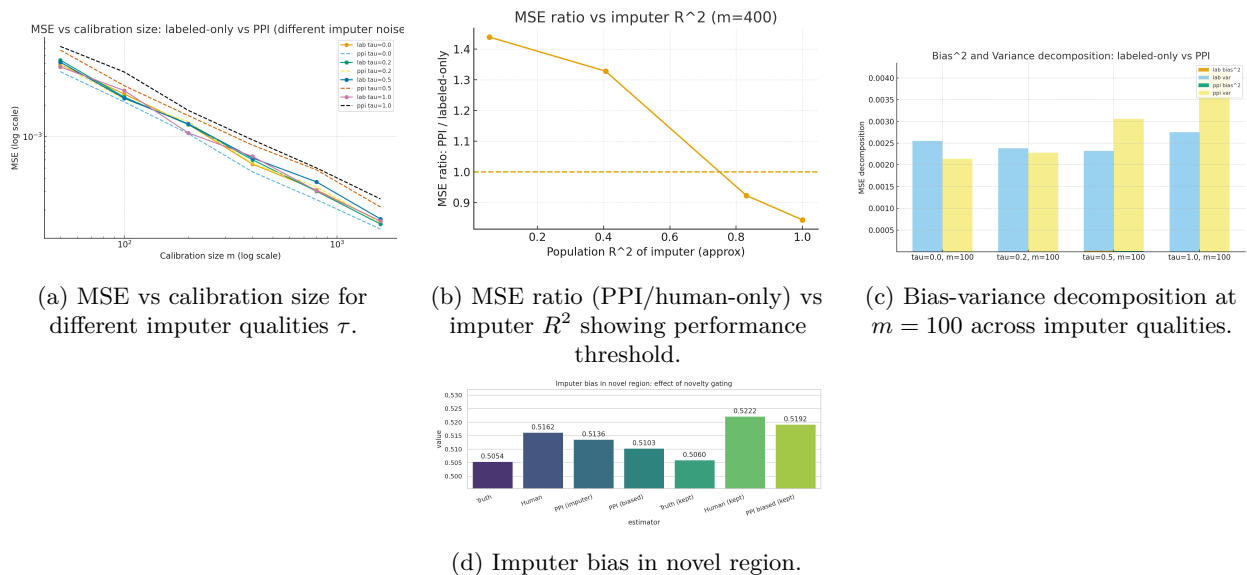 MSE vs calibration size: labeled-only vs PPI (different imputer noise
lab tau=0.0
ppi tau=0.0
lab tau=0.2
ppi tau=0.2
lab tau=0.5
ppi tau=0.5
lab tau=1.0
ppi tau=1.0
MSE (log scale)
10⁻³
10² 10³
Calibration size m (log scale)
(a) MSE vs calibration size for
different imputer qualities τ.
MSE ratio vs imputer R^2 (m=400)
MSE ratio: PPI / labeled-only
1.4
1.3
1.2
1.1
1.0
0.9
0.2 0.4 0.6 0.8 1.0
Population R^2 of imputer (approx)
(b) MSE ratio (PPI/human-only) vs
imputer R² showing performance
threshold.
Bias^2 and Variance decomposition: labeled-only vs PPI
lab bias^2
lab var
ppi bias^2
ppi var
MSE decomposition
0.0040
0.0035
0.0030
0.0025
0.0020
0.0015
0.0010
0.0005
tau=0.0, m=100 tau=0.2, m=100 tau=0.5, m=100 tau=1.0, m=100
(c) Bias-variance decomposition at
m = 100 across imputer qualities.
Imputer bias in novel region: effect of novelty gating
value
0.530
0.525
0.520
0.515
0.510
0.505
0.500
0.5054 0.5162 0.5136 0.5103 0.5060 0.5222 0.5192
Truth Human PPI (imputer) PPI (biased) Truth (kept) Human (kept) PPI biased (kept)
estimator
(d) Imputer bias in novel region.